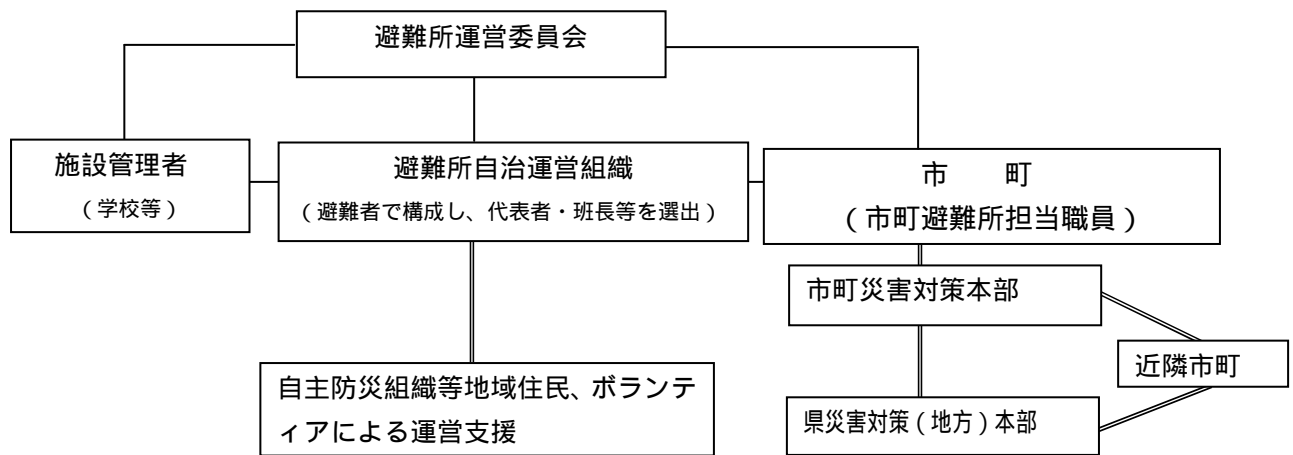 避難所運営委員会
施設管理者
（学校等）
避難所自治運営組織
（避難者で構成し、代表者・班長等を選出）
市　　町
（市町避難所担当職員）
市町災害対策本部
近隣市町
自主防災組織等地域住民、ボランテ
ィアによる運営支援
県災害対策（地方）本部